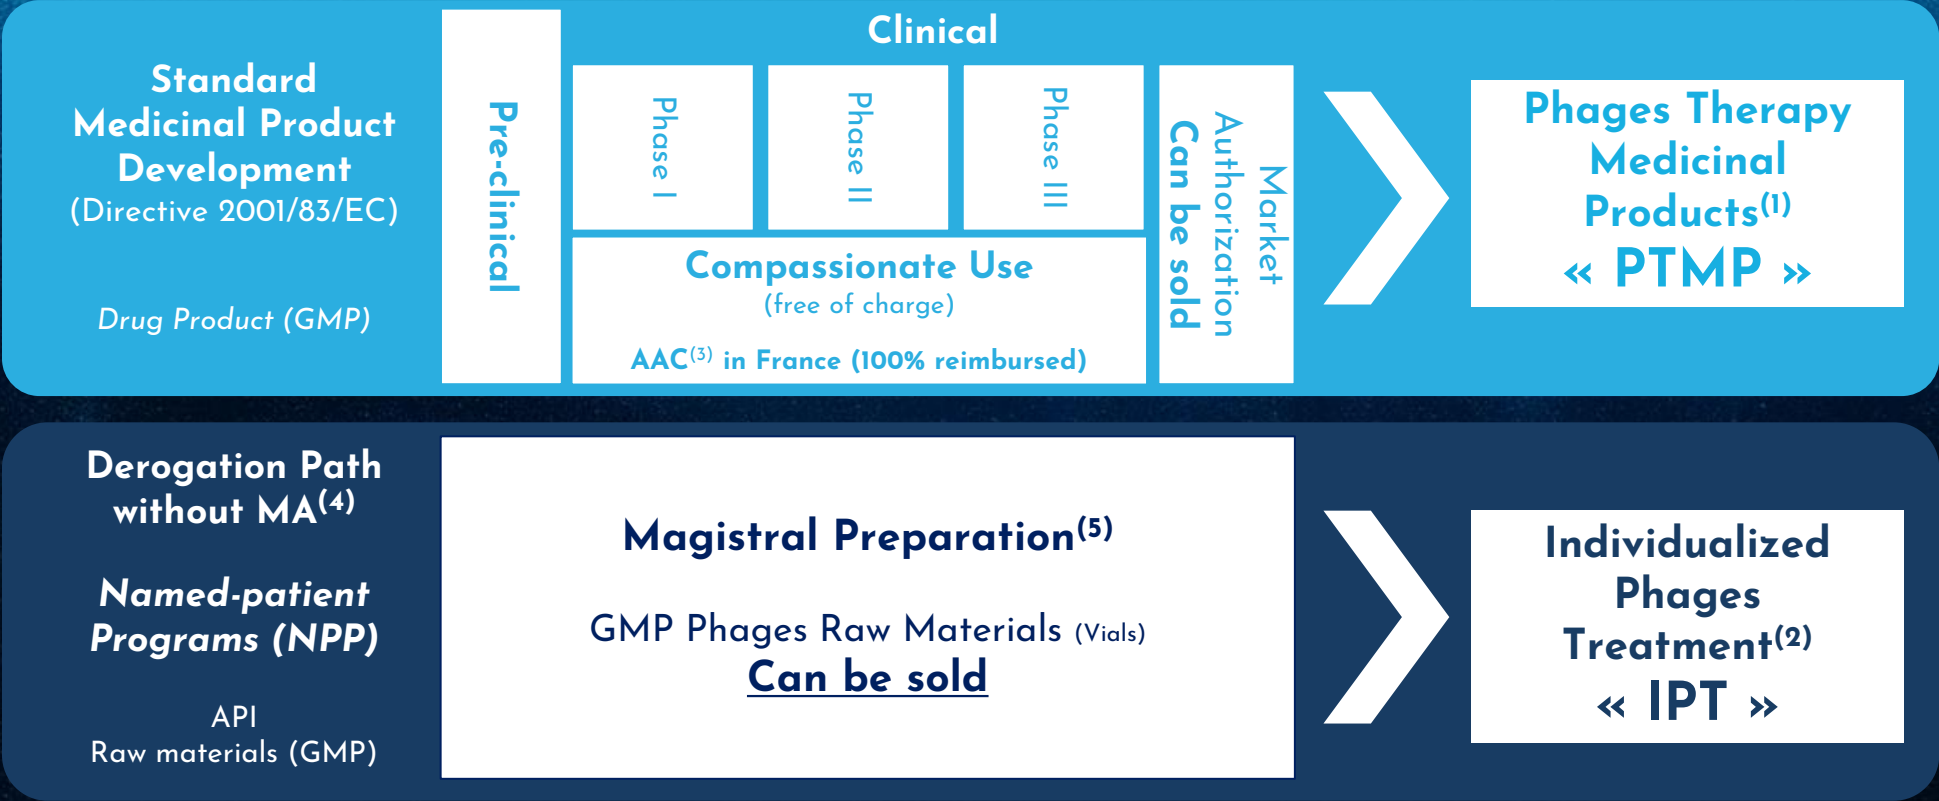 Standard
Medicinal Product
Development
(Directive 2001/83/EC)
Drug Product (GMP)
Pre-clinical
Clinical
Phase I
Phase II
Phase III
Compassionate Use
(free of charge)
AAC(3) in France (100% reimbursed)
Market
Authorization
Can be sold
Phages Therapy
Medicinal
Products(1)
« PTMP »
Derogation Path
without MA(4)
Named-patient
Programs (NPP)
API
Raw materials (GMP)
Magistral Preparation(5)
GMP Phages Raw Materials (Vials)
Can be sold
Individualized
Phages
Treatment(2)
« IPT »